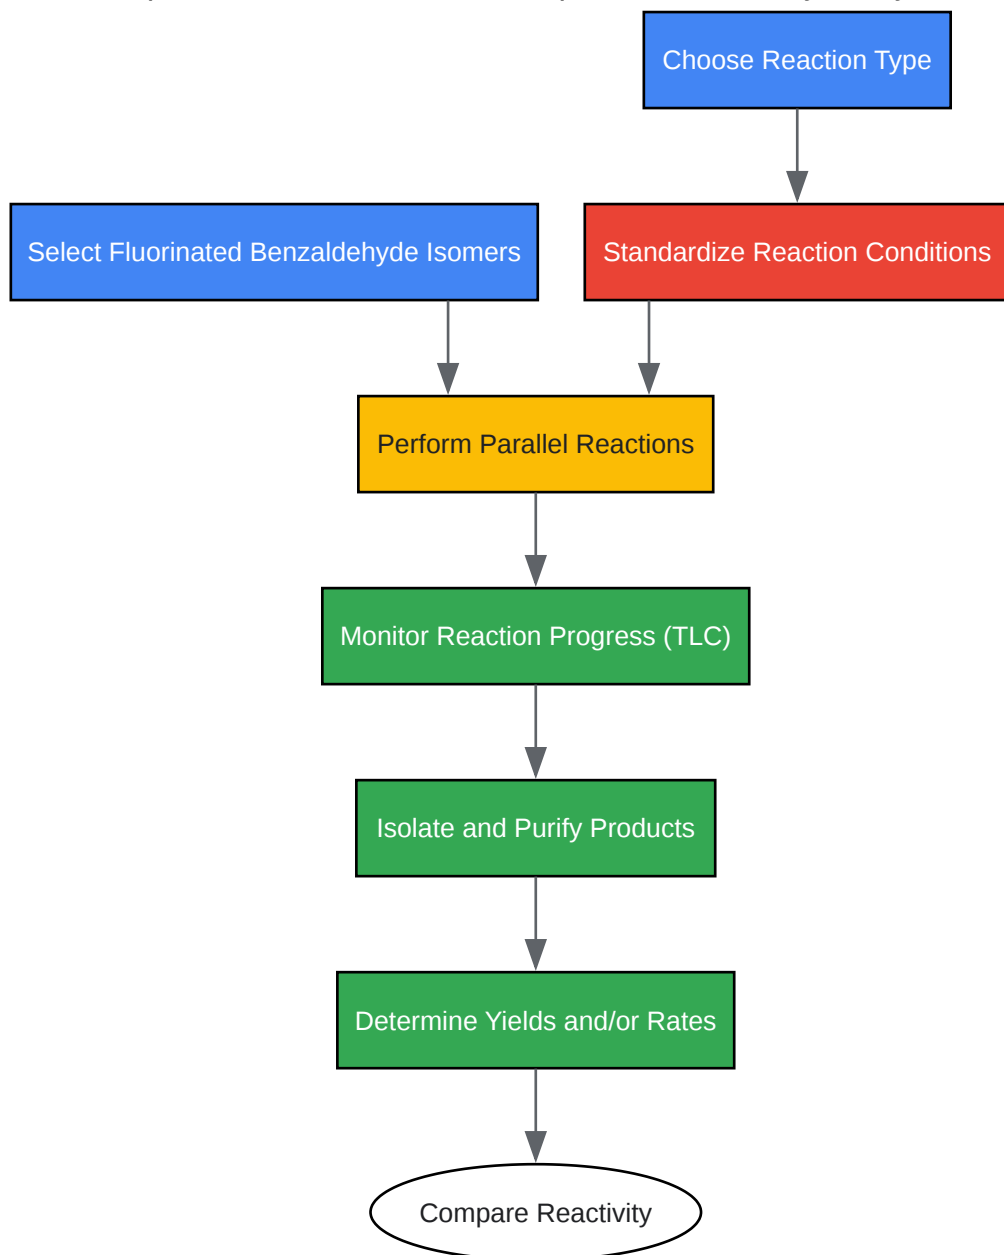 Choose Reaction Type
Select Fluorinated Benzaldehyde Isomers
Standardize Reaction Conditions
Perform Parallel Reactions
Monitor Reaction Progress (TLC)
Isolate and Purify Products
Determine Yields and/or Rates
Compare Reactivity